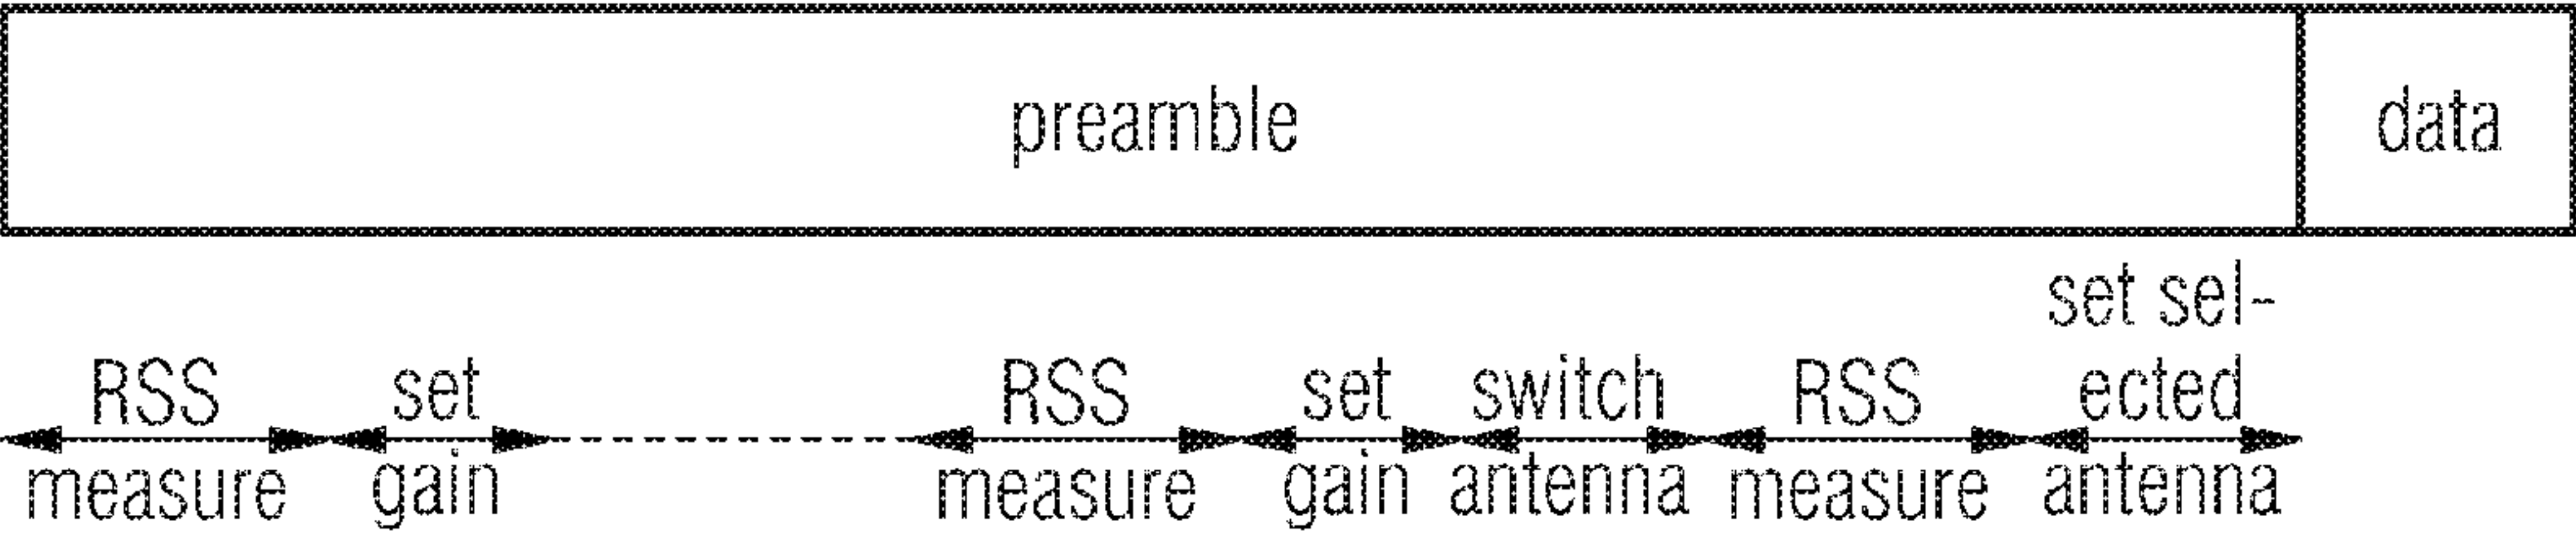 preamble data
set sel-
RSS set RSS set switch RSS ected
measure gain measure gain antenna measure antenna